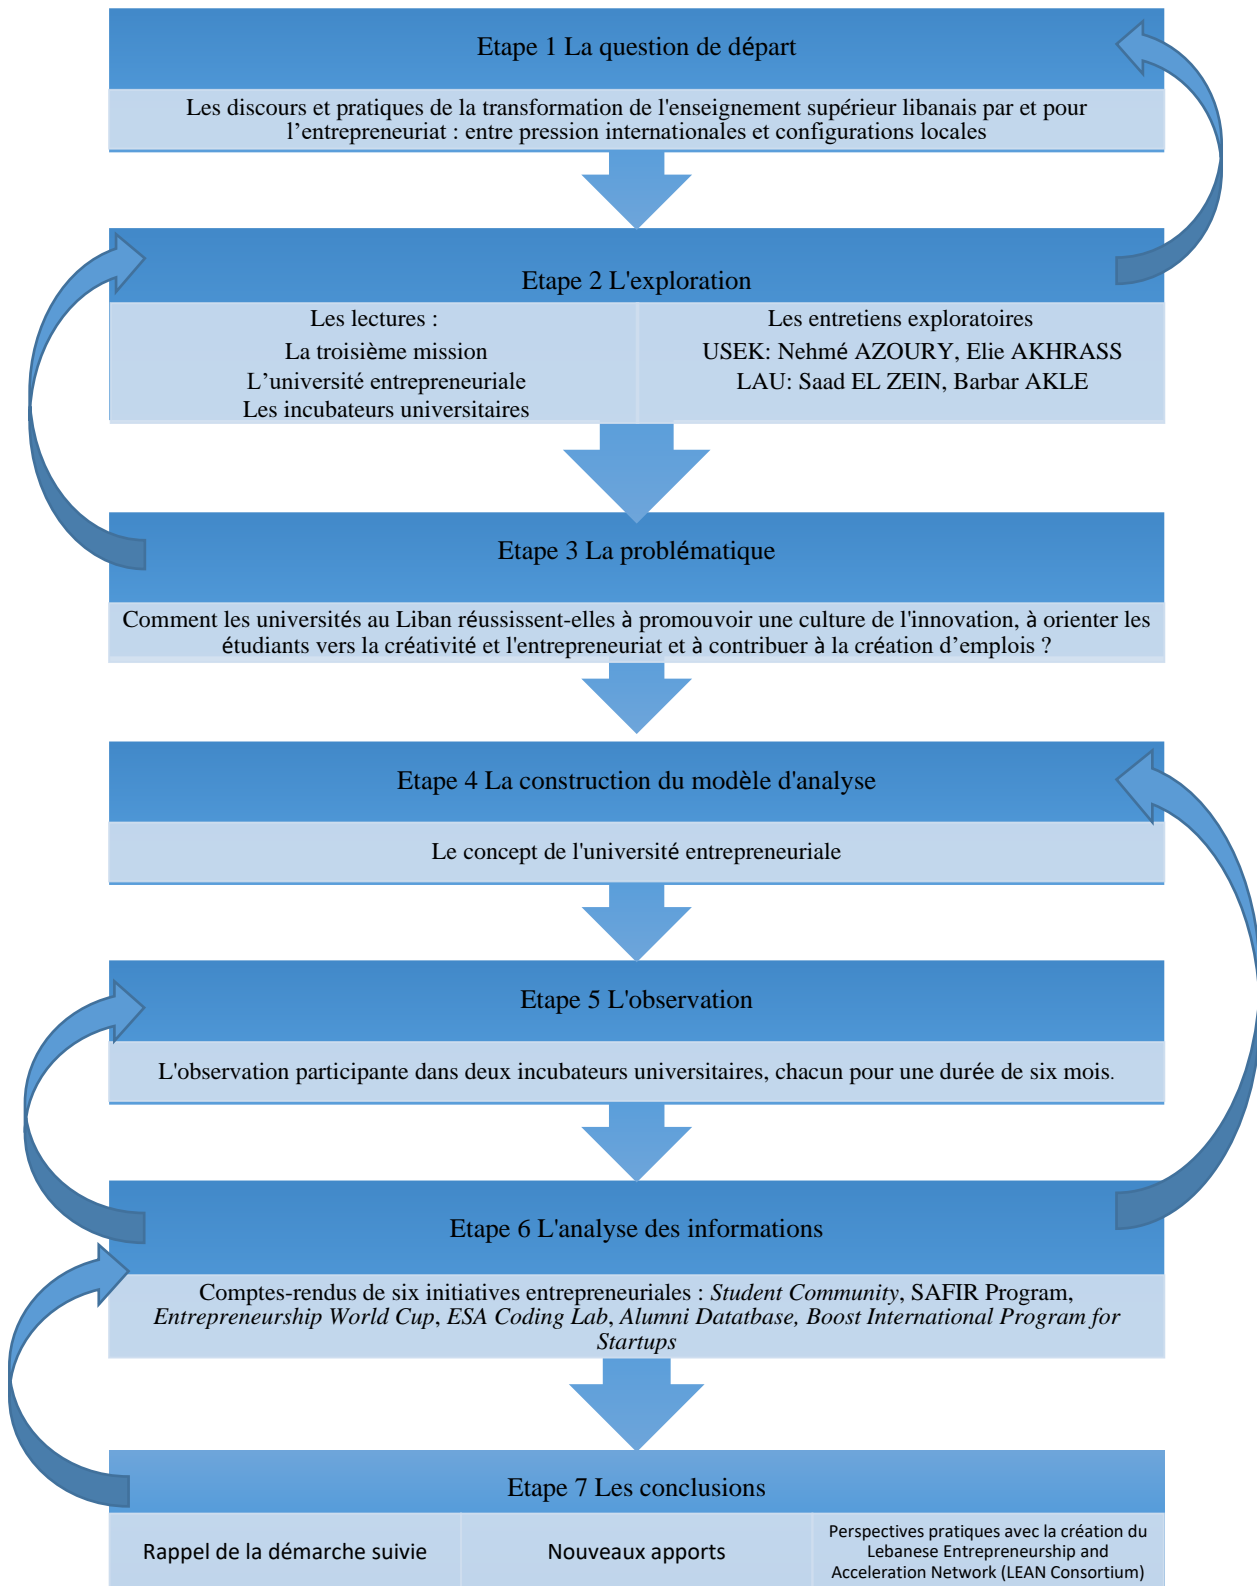 Etape 1 La question de départ
Les discours et pratiques de la transformation de l'enseignement supérieur libanais par et pour
l’entrepreneuriat : entre pression internationales et configurations locales
Etape 2 L'exploration
Les lectures :
La troisième mission
L’université entrepreneuriale
Les incubateurs universitaires
Les entretiens exploratoires
USEK: Nehmé AZOURY, Elie AKHRASS
LAU: Saad EL ZEIN, Barbar AKLE
Etape 3 La problématique
Comment les universités au Liban réussissent-elles à promouvoir une culture de l'innovation, à orienter les
étudiants vers la créativité et l'entrepreneuriat et à contribuer à la création d’emplois ?
Etape 4 La construction du modèle d'analyse
Le concept de l'université entrepreneuriale
Etape 5 L'observation
L'observation participante dans deux incubateurs universitaires, chacun pour une durée de six mois.
Etape 6 L'analyse des informations
Comptes-rendus de six initiatives entrepreneuriales : Student Community, SAFIR Program,
Entrepreneurship World Cup, ESA Coding Lab, Alumni Datatbase, Boost International Program for
Startups
Etape 7 Les conclusions
Rappel de la démarche suivie
Nouveaux apports
Perspectives pratiques avec la création du
Lebanese Entrepreneurship and
Acceleration Network (LEAN Consortium)